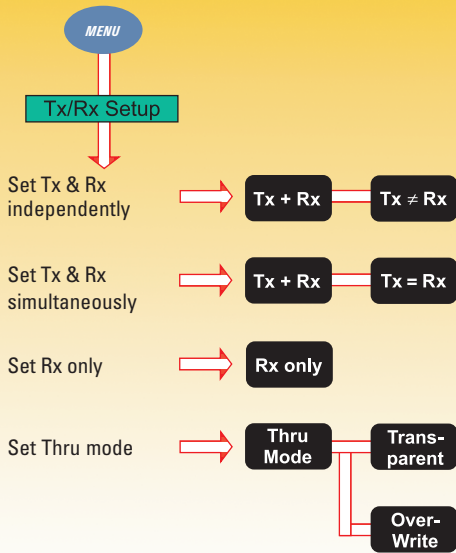 MENU
Tx/Rx Setup
Set Tx & Rx
independently
Tx + Rx
Tx ≠ Rx
Set Tx & Rx
simultaneously
Tx + Rx
Tx = Rx
Set Rx only
Rx only
Set Thru mode
Thru
Mode
Trans-
parent
Over-
Write